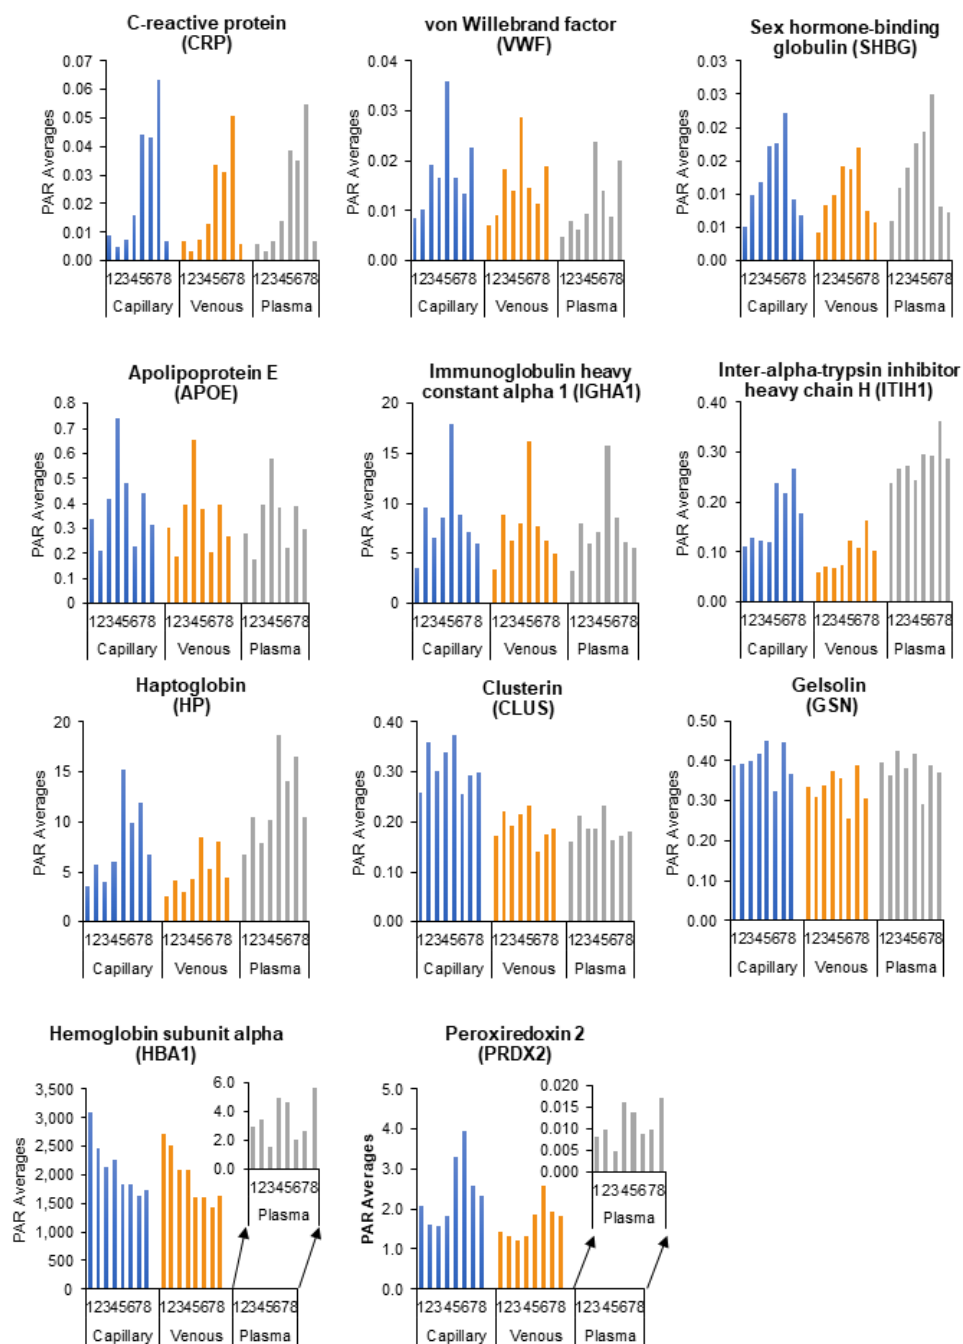 C-reactive protein
(CRP)
PAR Averages
0.07
0.06
0.05
0.04
0.03
0.02
0.01
0.00
12345678 12345678 12345678
Capillary Venous Plasma
von Willebrand factor
(VWF)
PAR Averages
0.04
0.03
0.02
0.01
0.00
12345678 12345678 12345678
Capillary Venous Plasma
Sex hormone-binding
globulin (SHBG)
PAR Averages
0.03
0.03
0.02
0.02
0.01
0.01
0.00
12345678 12345678 12345678
Capillary Venous Plasma
Apolipoprotein E
(APOE)
PAR Averages
0.8
0.7
0.6
0.5
0.4
0.3
0.2
0.1
0
12345678 12345678 12345678
Capillary Venous Plasma
Immunoglobulin heavy
constant alpha 1 (IGHA1)
PAR Averages
20
15
10
5
0
12345678 12345678 12345678
Capillary Venous Plasma
Inter-alpha-trypsin inhibitor
heavy chain H (ITIH1)
PAR Averages
0.40
0.30
0.20
0.10
0.00
12345678 12345678 12345678
Capillary Venous Plasma
Haptoglobin
(HP)
PAR Averages
20
15
10
5
0
12345678 12345678 12345678
Capillary Venous Plasma
Clusterin
(CLUS)
PAR Averages
0.40
0.30
0.20
0.10
0.00
12345678 12345678 12345678
Capillary Venous Plasma
Gelsolin
(GSN)
PAR Averages
0.50
0.40
0.30
0.20
0.10
0.00
12345678 12345678 12345678
Capillary Venous Plasma
Hemoglobin subunit alpha
(HBA1)
PAR Averages
3,500
3,000
2,500
2,000
1,500
1,000
500
0
6.0
4.0
2.0
0.0
12345678
Plasma
12345678 12345678 12345678
Capillary Venous Plasma
Peroxiredoxin 2
(PRDX2)
PAR Averages
5.0
4.0
3.0
2.0
1.0
0.0
0.020
0.015
0.010
0.005
0.000
12345678
Plasma
12345678 12345678 12345678
Capillary Venous Plasma